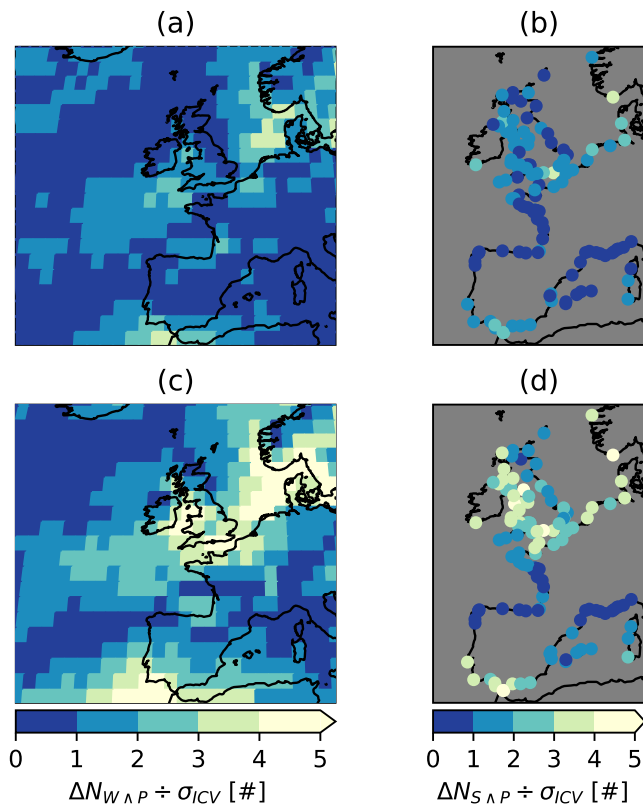 (a) (b)
(c) (d)
0 1 2 3 4 5 0 1 2 3 4 5
ΔN_{W∧P} ÷ σ_{ICV} [#] ΔN_{S∧P} ÷ σ_{ICV} [#]